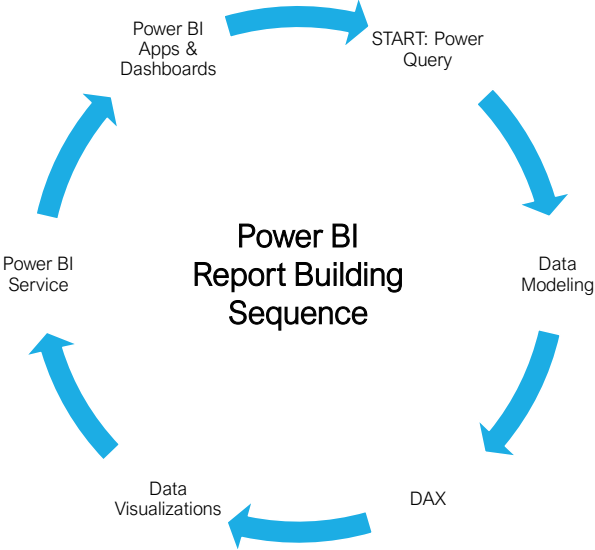 Power BI
Apps &
Dashboards
START: Power
Query
Power BI
Report Building
Sequence
Power BI
Service
Data
Modeling
Data
Visualizations
DAX